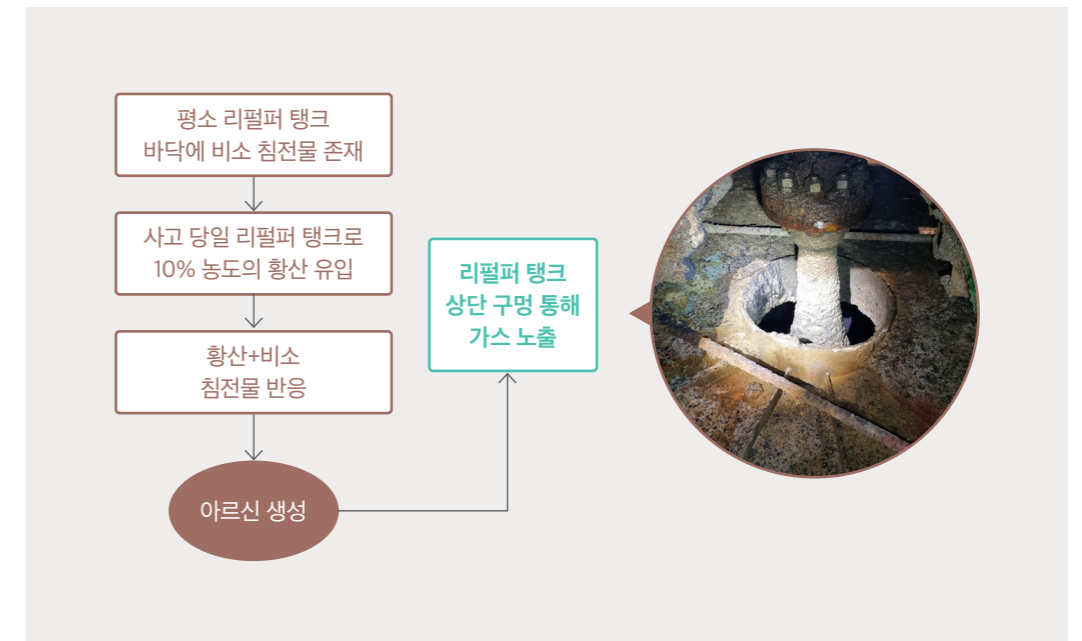 평소 리펄퍼 탱크
바닥에 비소 침전물 존재
사고 당일 리펄퍼 탱크로
10% 농도의 황산 유입
황산+비소
침전물 반응
아르신 생성
리펄퍼 탱크
상단 구멍 통해
가스 노출